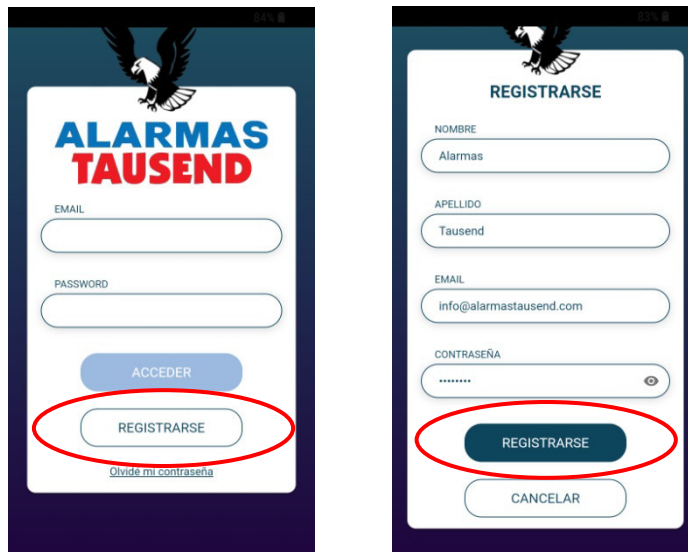 84%
ALARMAS
TAUSEND
EMAIL
PASSWORD
ACCEDER
REGISTRARSE
Olvidé mi contraseña
83%
REGISTRARSE
NOMBRE
Alarmas
APELLIDO
Tausend
EMAIL
info@alarmastausend.com
CONTRASEÑA
••••••••
REGISTRARSE
CANCELAR